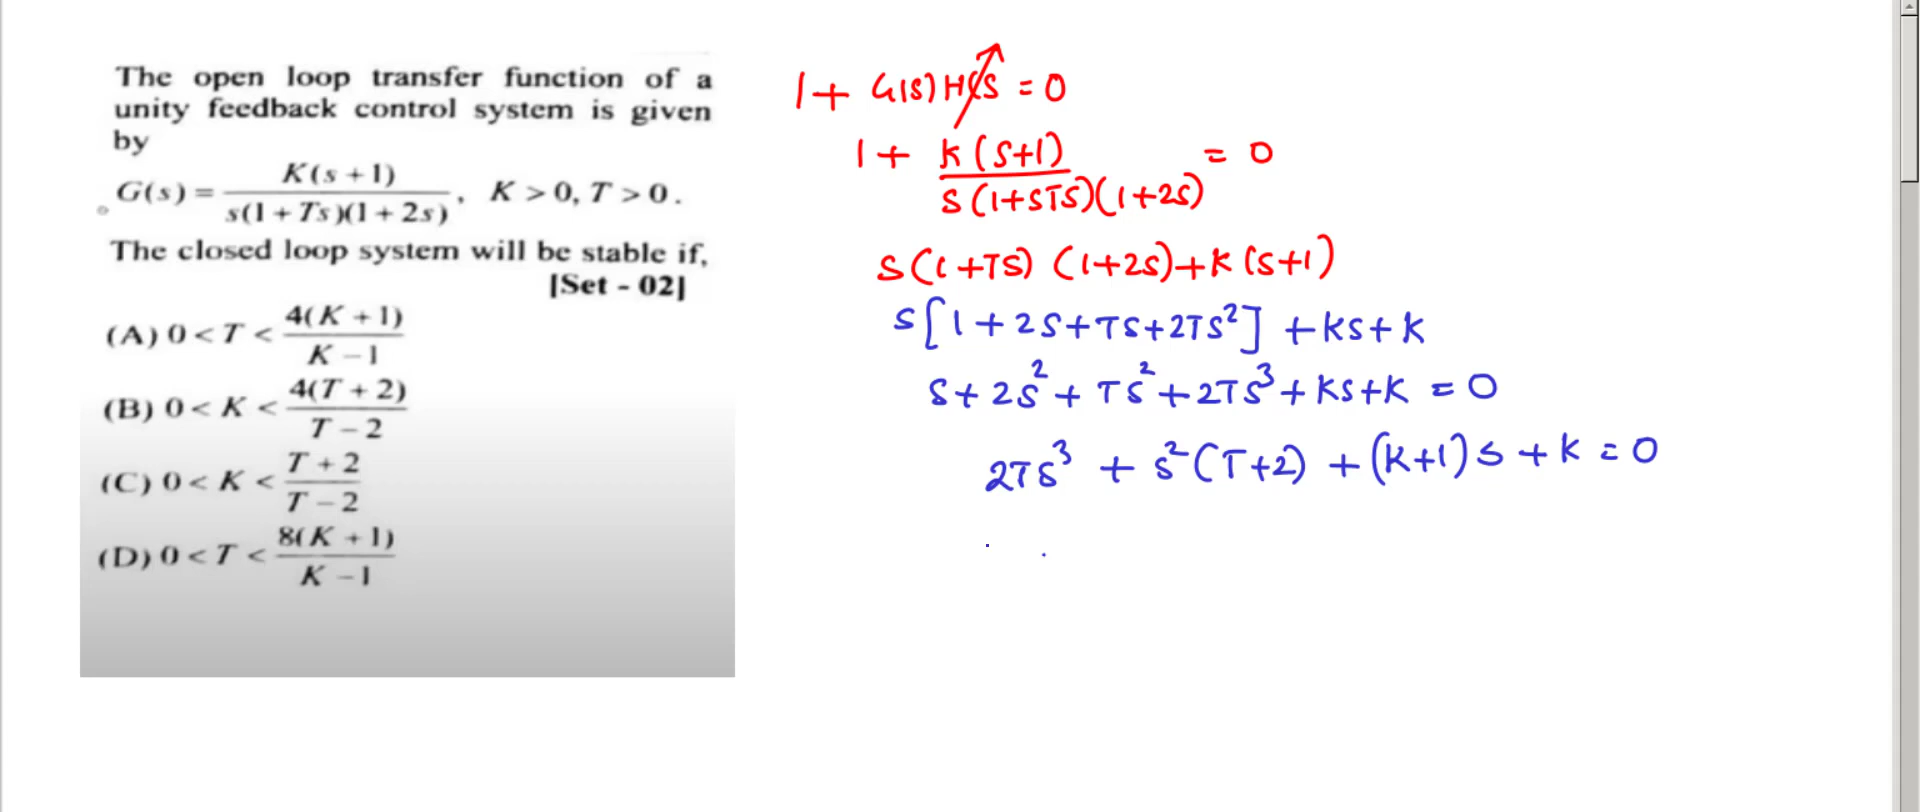 The open loop transfer function of a
unity feedback control system is given
by
G(s) = K(s + 1) / s(1 + Ts)(1 + 2s), K > 0, T > 0.
The closed loop system will be stable if,
[Set - 02]
(A) 0 < T < 4(K + 1) / K - 1
(B) 0 < K < 4(T + 2) / T - 2
(C) 0 < K < T + 2 / T - 2
(D) 0 < T < 8(K + 1) / K - 1
1 + G(S) H(S = 0
1 + K(S+1) / S(1+STS)(1+2S) = 0
S(1+TS) (1+2S)+K(S+1)
S[1+2S+TS+2TS²] + KS+K
S+2S²+TS²+2TS³+KS+K = 0
2TS³ + S²(T+2) + (K+1)S + K = 0